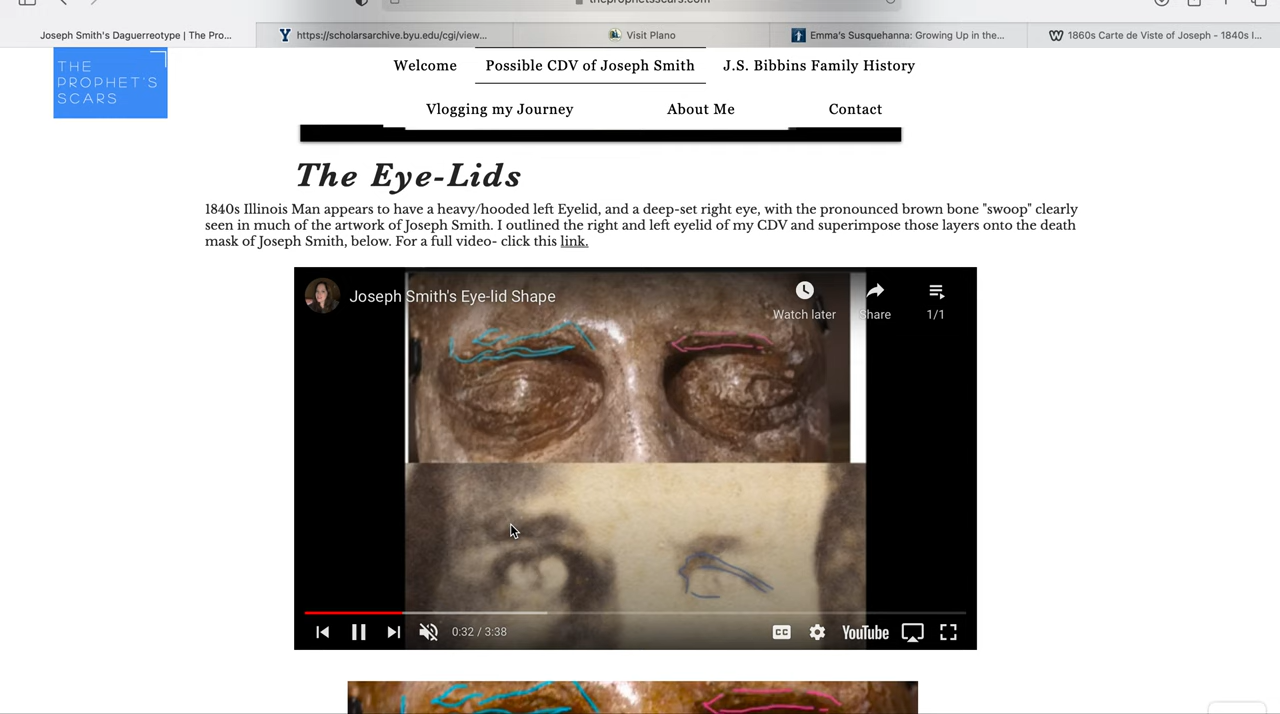 Joseph Smith's Daguerreotype | The Pro...
https://scholarsarchive.byu.edu/cgi/view...
Visit Plano
Emma's Susquehanna: Growing Up in the...
1860s Carte de Viste of Joseph - 1840s I...
THE
PROPHET'S
SCARS
Welcome
Possible CDV of Joseph Smith
J.S. Bibbins Family History
Vlogging my Journey
About Me
Contact
The Eye-Lids
1840s Illinois Man appears to have a heavy/hooded left Eyelid, and a deep-set right eye, with the pronounced brown bone "swoop" clearly
seen in much of the artwork of Joseph Smith. I outlined the right and left eyelid of my CDV and superimpose those layers onto the death
mask of Joseph Smith, below. For a full video- click this link.
Joseph Smith's Eye-lid Shape
Watch later
Share
1/1
0:32 / 3:38
CC
YouTube